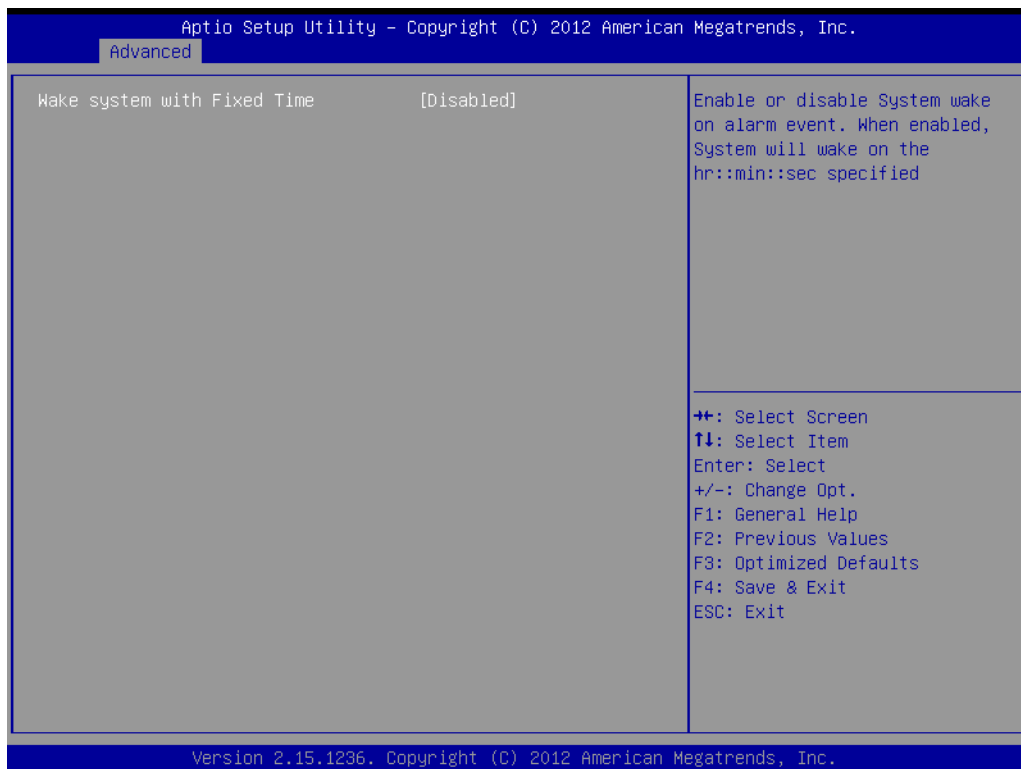 Aptio Setup Utility – Copyright (C) 2012 American Megatrends, Inc.
Advanced
Wake system with Fixed Time [Disabled]
Enable or disable System wake
on alarm event. When enabled,
System will wake on the
hr::min::sec specified
→←: Select Screen
↑↓: Select Item
Enter: Select
+/-: Change Opt.
F1: General Help
F2: Previous Values
F3: Optimized Defaults
F4: Save & Exit
ESC: Exit
Version 2.15.1236. Copyright (C) 2012 American Megatrends, Inc.